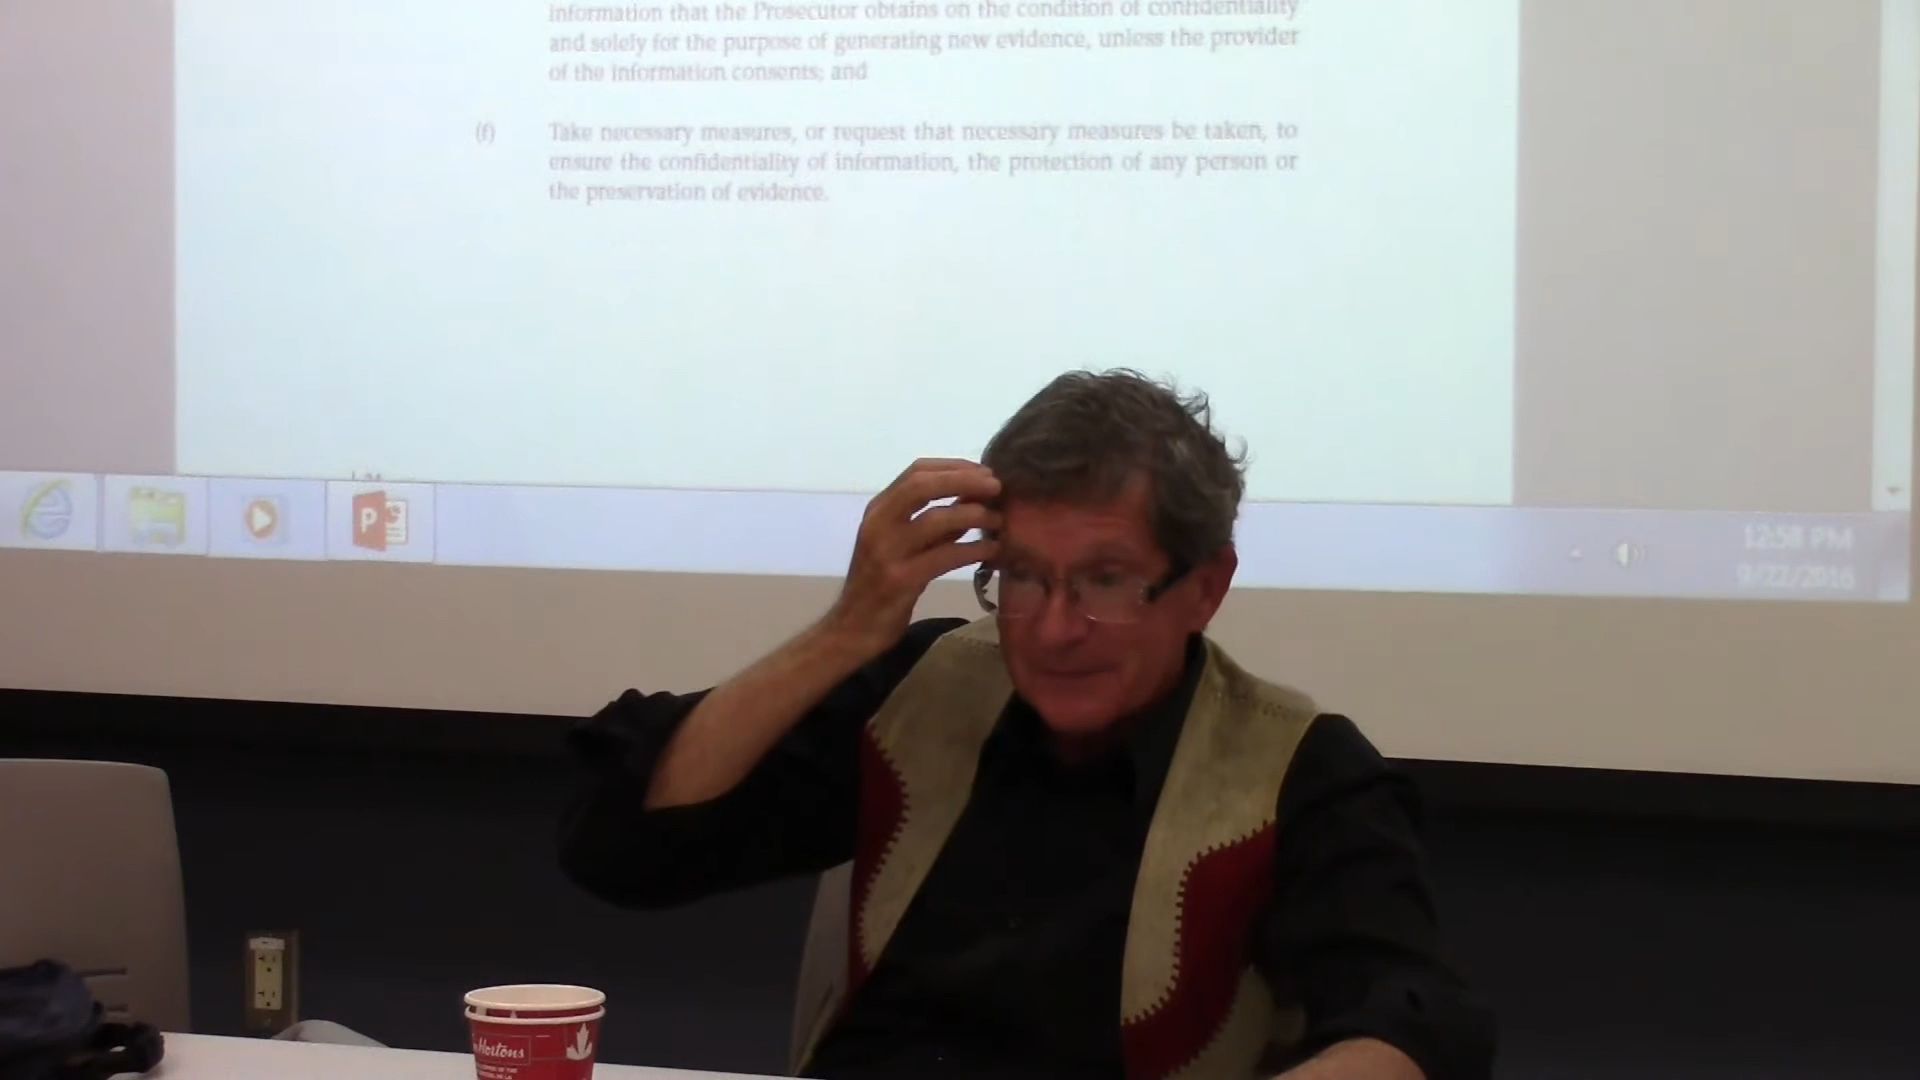 information that the Prosecutor obtains on the condition of confidentiality
and solely for the purpose of generating new evidence, unless the provider
of the information consents; and
(f) Take necessary measures, or request that necessary measures be taken, to
ensure the confidentiality of information, the protection of any person or
the preservation of evidence.
P
12:58 PM
9/22/2016
Hortons